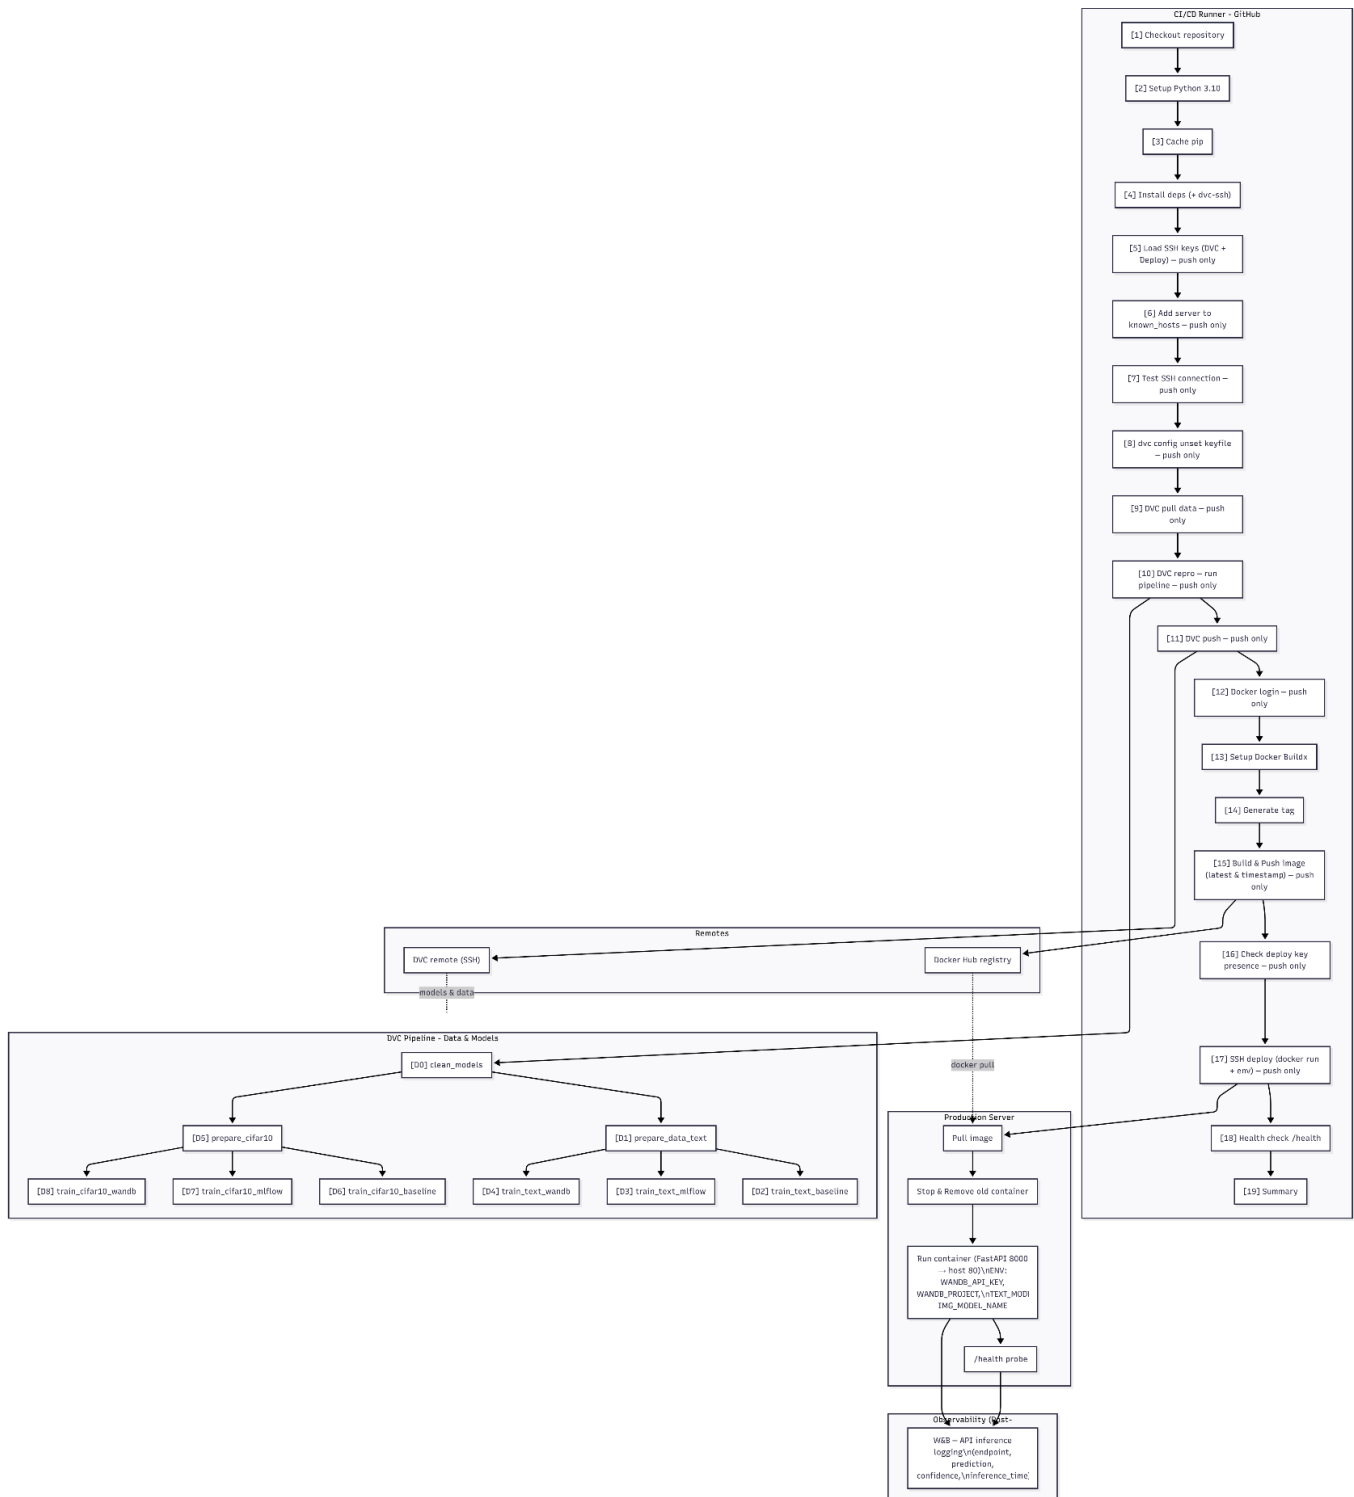 CI/CD Runner - GitHub
[1] Checkout repository
[2] Setup Python 3.10
[3] Cache pip
[4] Install deps (+ dvc-ssh)
[5] Load SSH keys (DVC +
Deploy) — push only
[6] Add server to
known_hosts — push only
[7] Test SSH connection —
push only
[8] dvc config unset keyfile
— push only
[9] DVC pull data — push
only
[10] DVC repro — run
pipeline — push only
[11] DVC push — push only
[12] Docker login — push
only
[13] Setup Docker Buildx
[14] Generate tag
[15] Build & Push image
(latest & timestamp) — push
only
[16] Check deploy key
presence — push only
[17] SSH deploy (docker run
+ env) — push only
[18] Health check /health
[19] Summary
Remotes
DVC remote (SSH)
Docker Hub registry
models & data
docker pull
DVC Pipeline - Data & Models
[D0] clean_models
[D5] prepare_cifar10
[D1] prepare_data_text
[D8] train_cifar10_wandb
[D7] train_cifar10_mlflow
[D6] train_cifar10_baseline
[D4] train_text_wandb
[D3] train_text_mlflow
[D2] train_text_baseline
Production Server
Pull image
Stop & Remove old container
Run container (FastAPI 8000
→ host 80)\nENV:
WANDB_API_KEY,
WANDB_PROJECT,\nTEXT_MODE
IMG_MODEL_NAME
/health probe
Observability (Post-
W&B — API inference
logging\n(endpoint,
prediction,
confidence,\ninference_time)